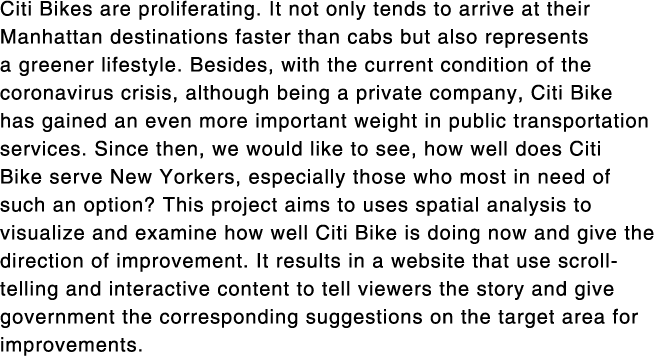 Citi Bikes are proliferating. It not only tends to arrive at their
Manhattan destinations faster than cabs but also represents
a greener lifestyle. Besides, with the current condition of the
coronavirus crisis, although being a private company, Citi Bike
has gained an even more important weight in public transportation
services. Since then, we would like to see, how well does Citi
Bike serve New Yorkers, especially those who most in need of
such an option? This project aims to uses spatial analysis to
visualize and examine how well Citi Bike is doing now and give the
direction of improvement. It results in a website that use scroll-
telling and interactive content to tell viewers the story and give
government the corresponding suggestions on the target area for
improvements.